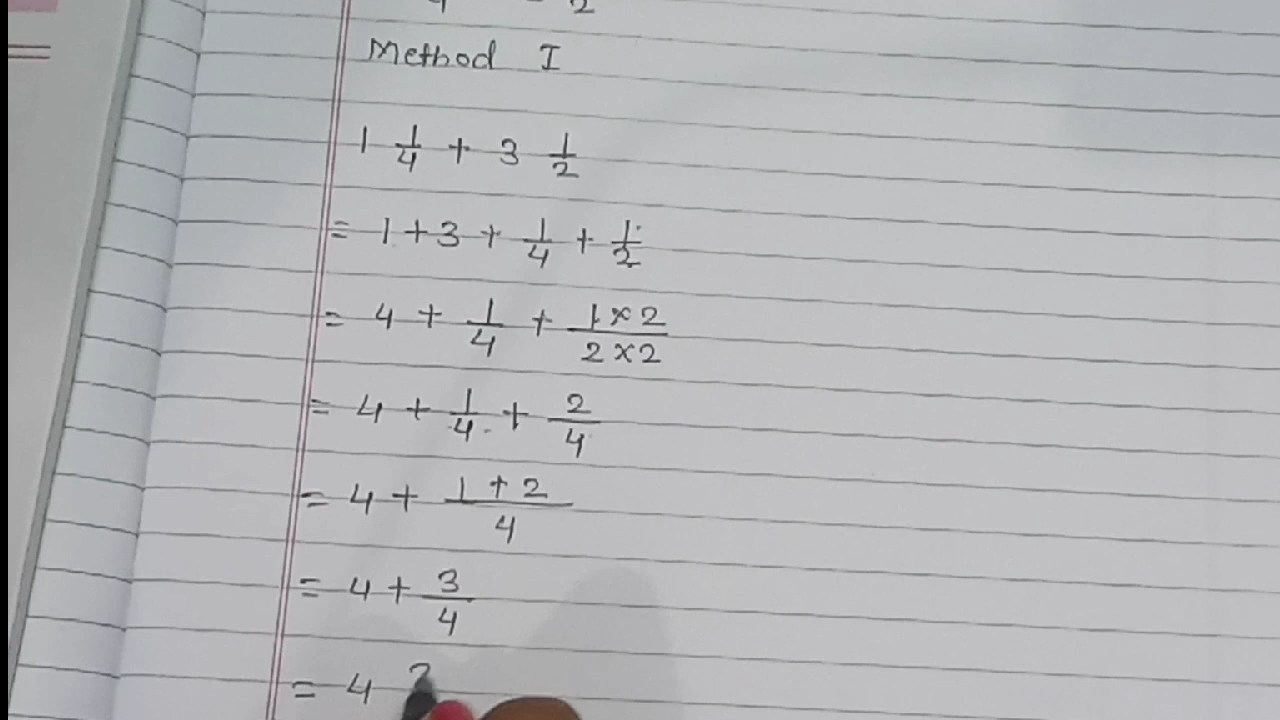 Method I
1 1/4 + 3 1/2
= 1+3 + 1/4 + 1/2
= 4 + 1/4 + 1×2/2×2
= 4 + 1/4 + 2/4
= 4 + 1+2/4
= 4 + 3/4
= 4